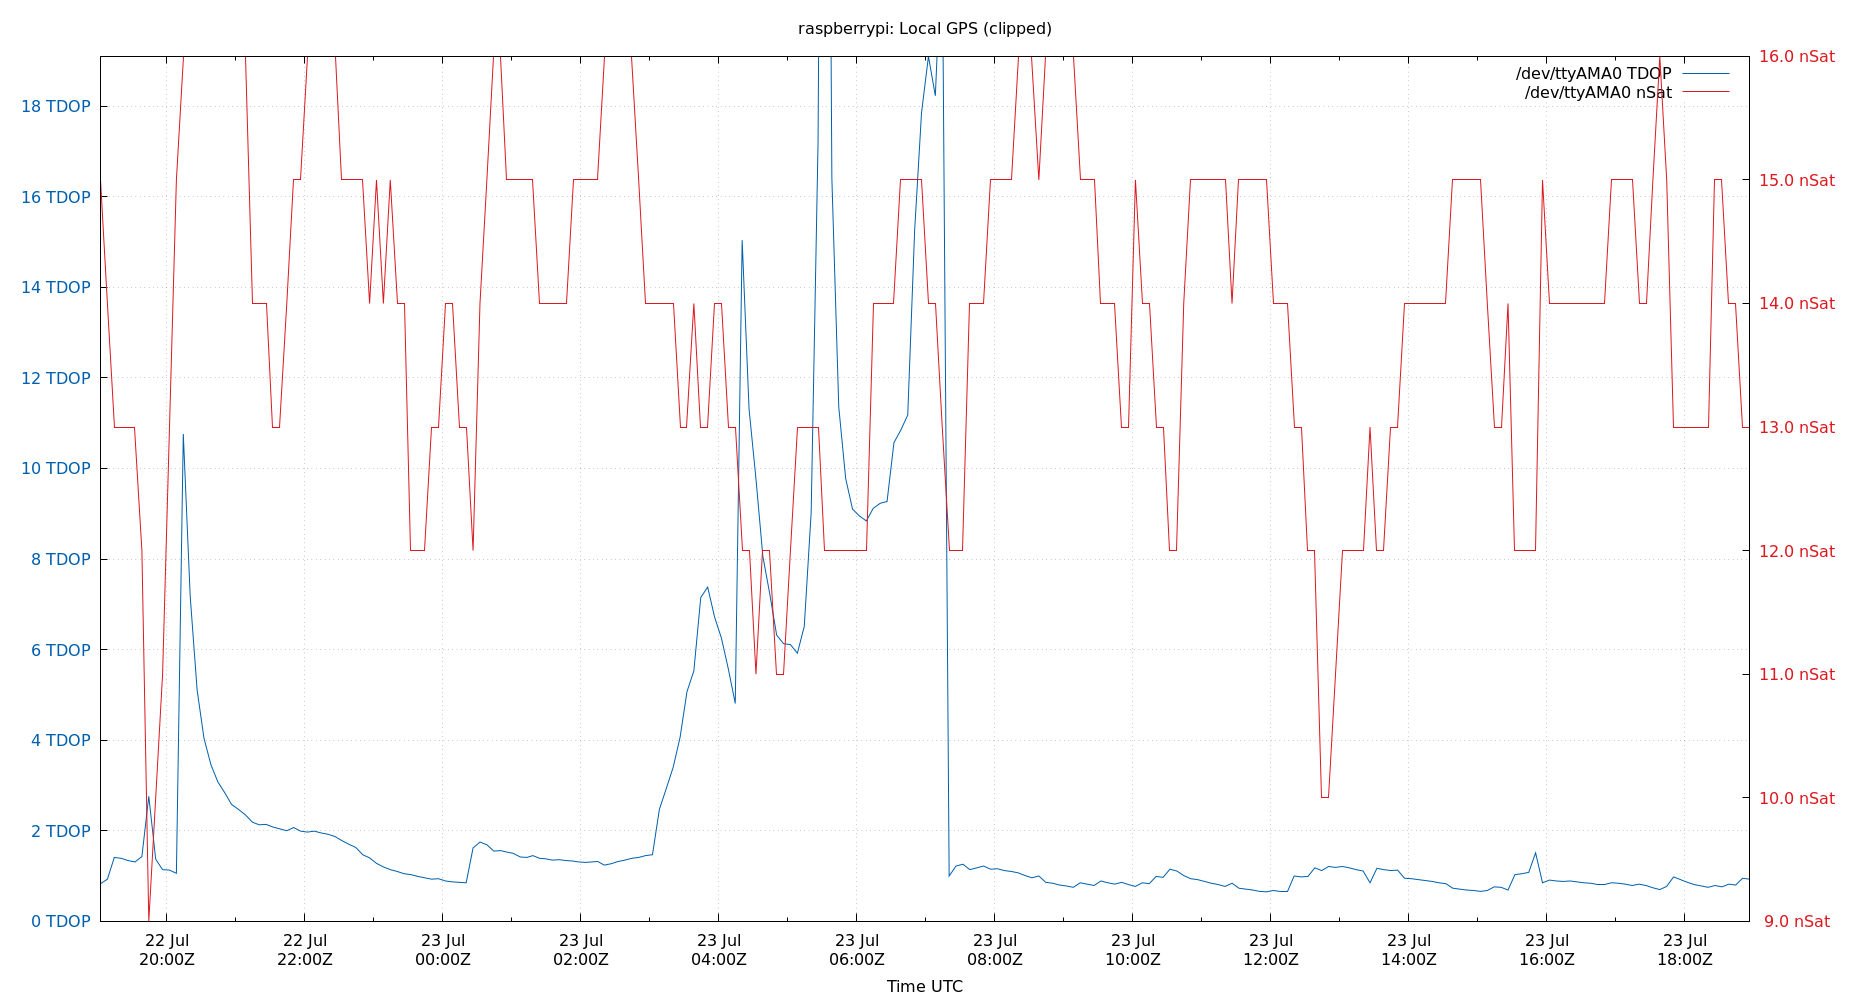 raspberrypi: Local GPS (clipped)
/dev/ttyAMA0 TDOP
/dev/ttyAMA0 nSat
18 TDOP
16 TDOP
14 TDOP
12 TDOP
10 TDOP
8 TDOP
6 TDOP
4 TDOP
2 TDOP
0 TDOP
16.0 nSat
15.0 nSat
14.0 nSat
13.0 nSat
12.0 nSat
11.0 nSat
10.0 nSat
9.0 nSat
22 Jul
20:00Z
22 Jul
22:00Z
23 Jul
00:00Z
23 Jul
02:00Z
23 Jul
04:00Z
23 Jul
06:00Z
23 Jul
08:00Z
23 Jul
10:00Z
23 Jul
12:00Z
23 Jul
14:00Z
23 Jul
16:00Z
23 Jul
18:00Z
Time UTC